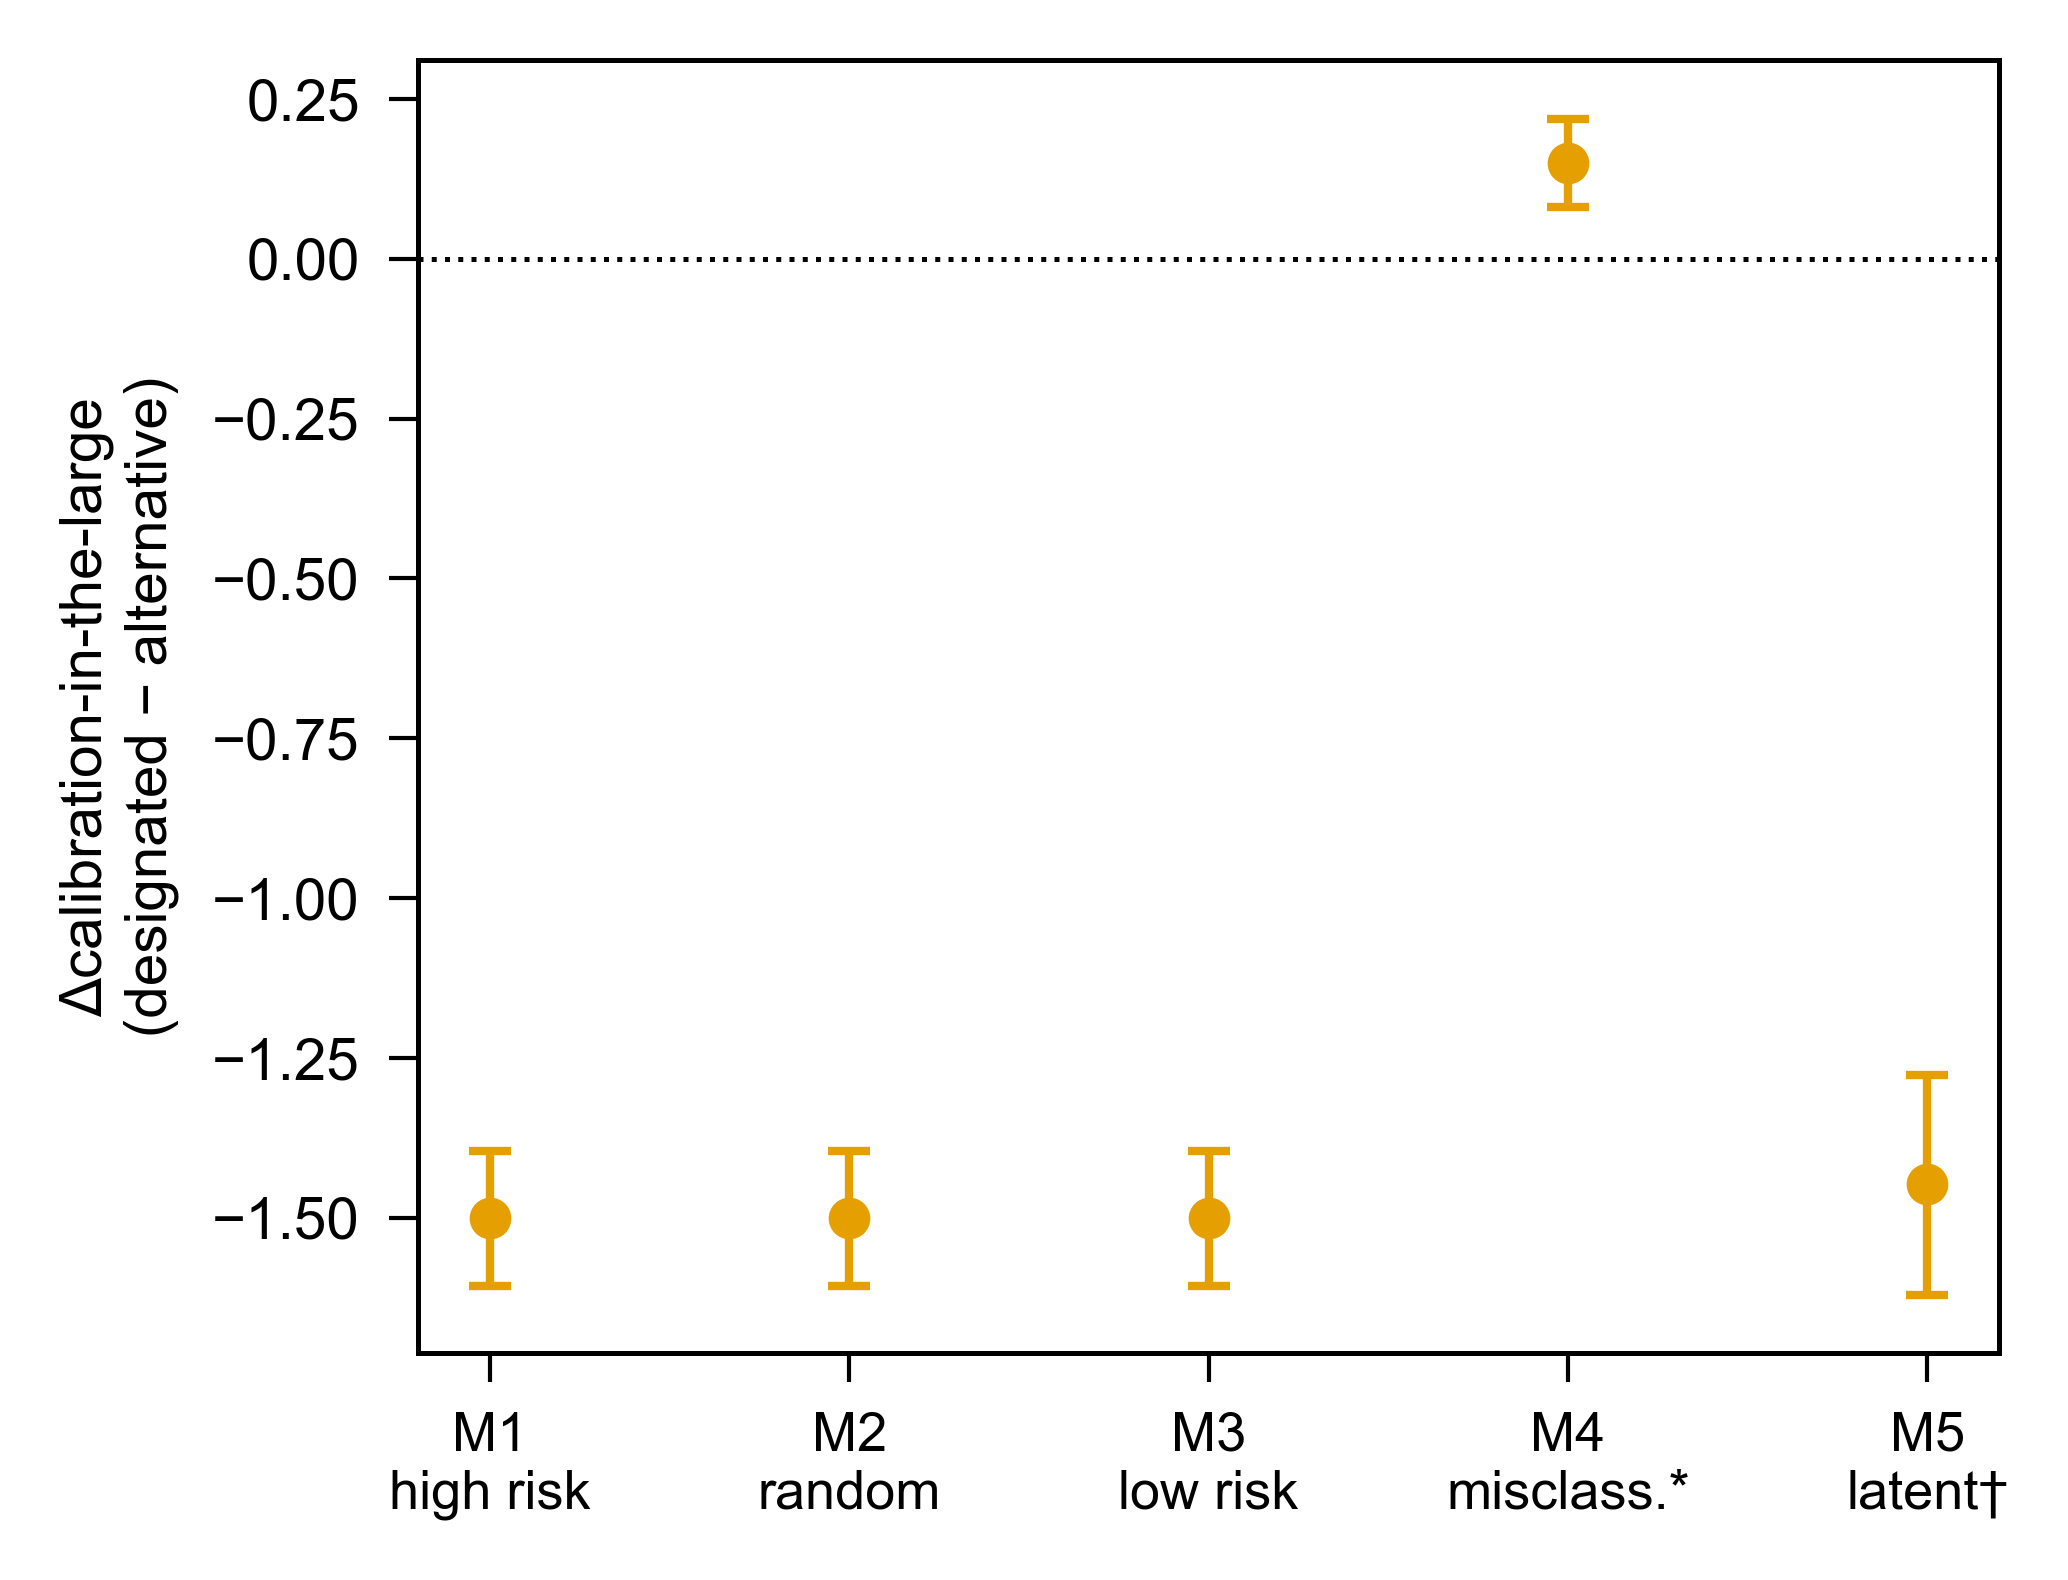 Δcalibration-in-the-large
(designated − alternative)
0.25
0.00
−0.25
−0.50
−0.75
−1.00
−1.25
−1.50
M1
high risk
M2
random
M3
low risk
M4
misclass.*
M5
latent†